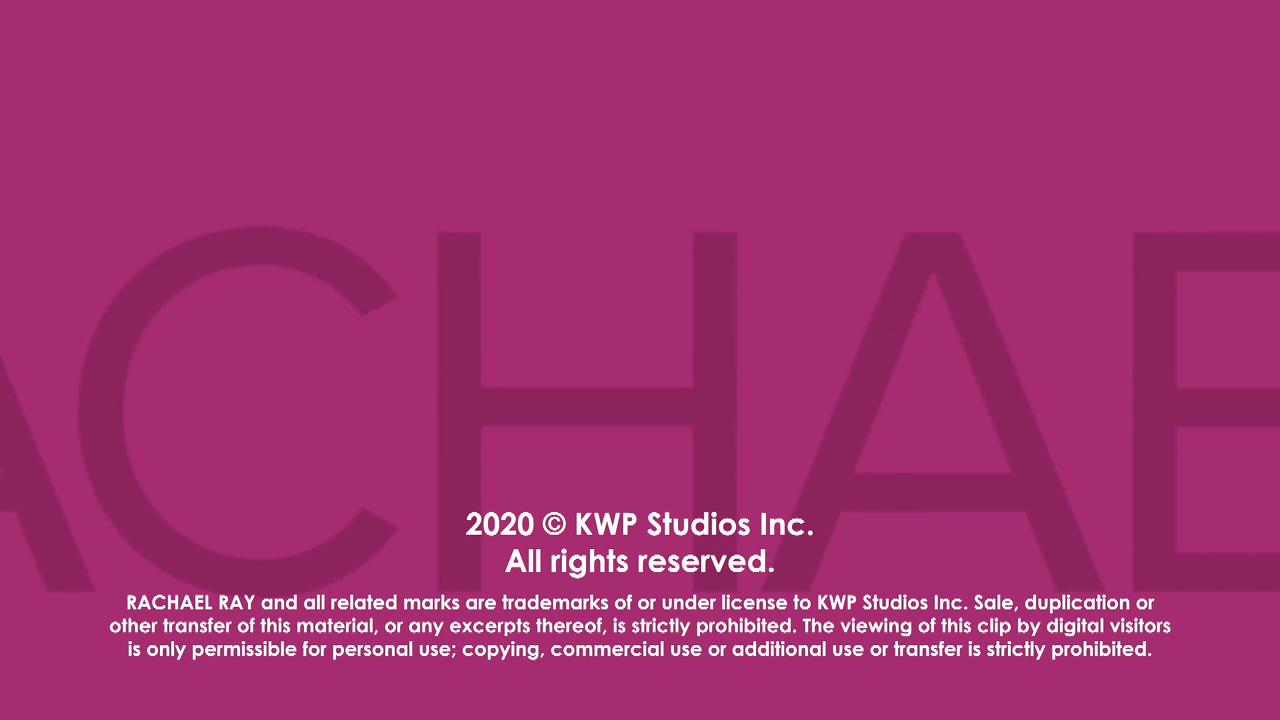 ACHAE
2020 © KWP Studios Inc.
All rights reserved.
RACHAEL RAY and all related marks are trademarks of or under license to KWP Studios Inc. Sale, duplication or
other transfer of this material, or any excerpts thereof, is strictly prohibited. The viewing of this clip by digital visitors
is only permissible for personal use; copying, commercial use or additional use or transfer is strictly prohibited.